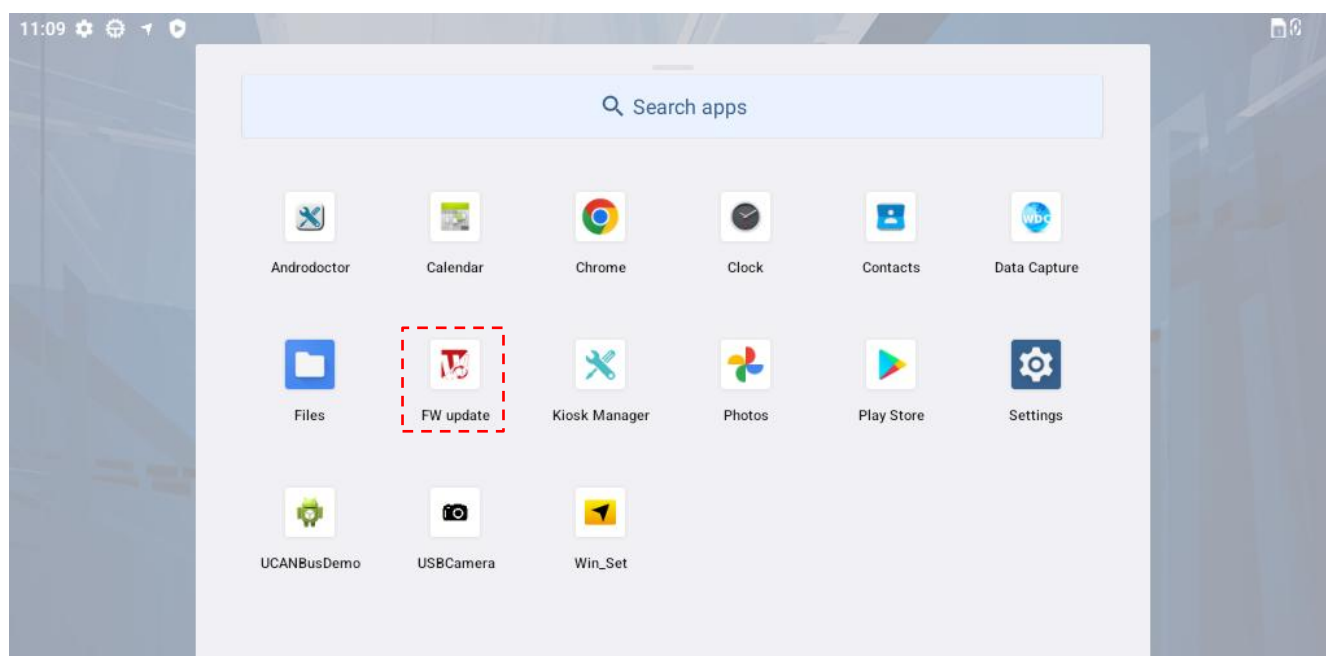 11:09
Search apps
wbc
Androdoctor Calendar Chrome Clock Contacts Data Capture
Files FW update Kiosk Manager Photos Play Store Settings
UCANBusDemo USBCamera Win_Set